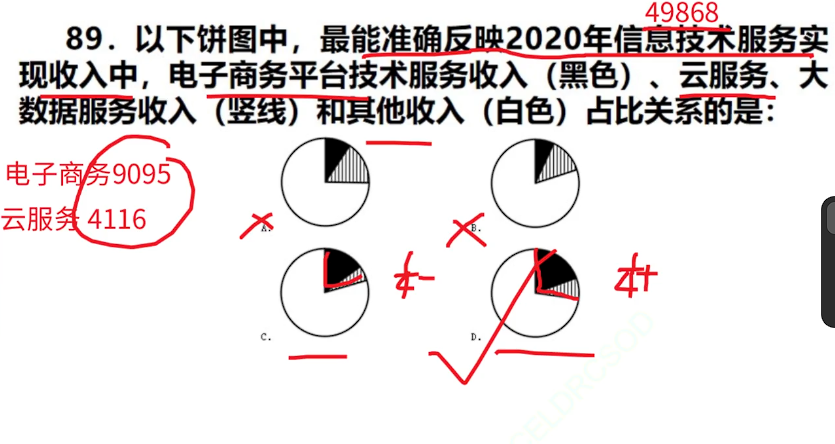 49868
89. 以下饼图中，最能准确反映2020年信息技术服务实
现收入中，电子商务平台技术服务收入（黑色）、云服务、大
数据服务收入（竖线）和其他收入（白色）占比关系的是：
电子商务9095
云服务 4116
A.
B.
C.
D.